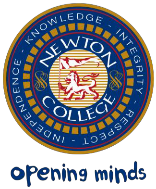 INDEPENDENCE - KNOWLEDGE - INTEGRITY - RESPECT -
NEWTON
COLLEGE
opening minds